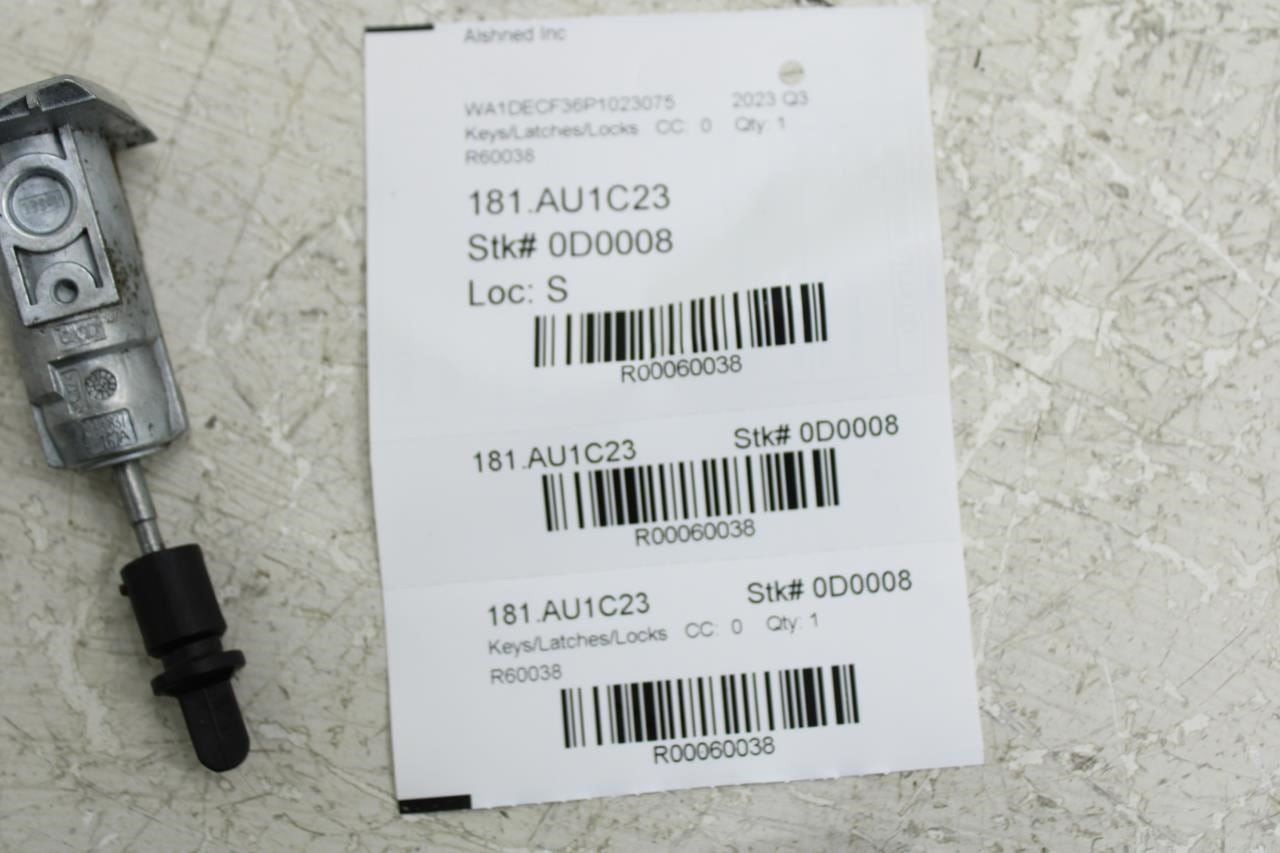 Alshned Inc
WA1DECF36P1023075 2023 Q3
Keys/Latches/Locks CC: 0 Qty: 1
R60038
181.AU1C23
Stk# 0D0008
Loc: S
R00060038
181.AU1C23 Stk# 0D0008
R00060038
181.AU1C23 Stk# 0D0008
Keys/Latches/Locks CC: 0 Qty: 1
R60038
R00060038